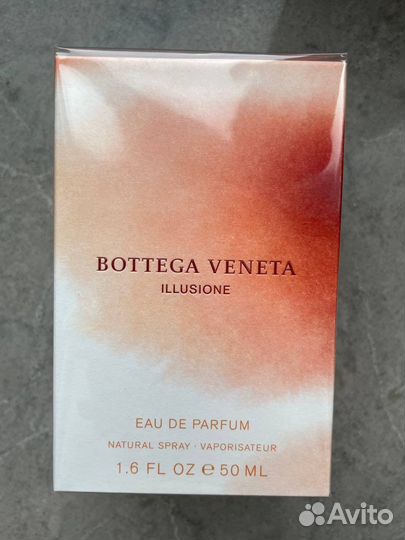 BOTTEGA VENETA
ILLUSIONE
EAU DE PARFUM
NATURAL SPRAY · VAPORISATEUR
1.6 FL OZ ℮ 50 ML
Avito